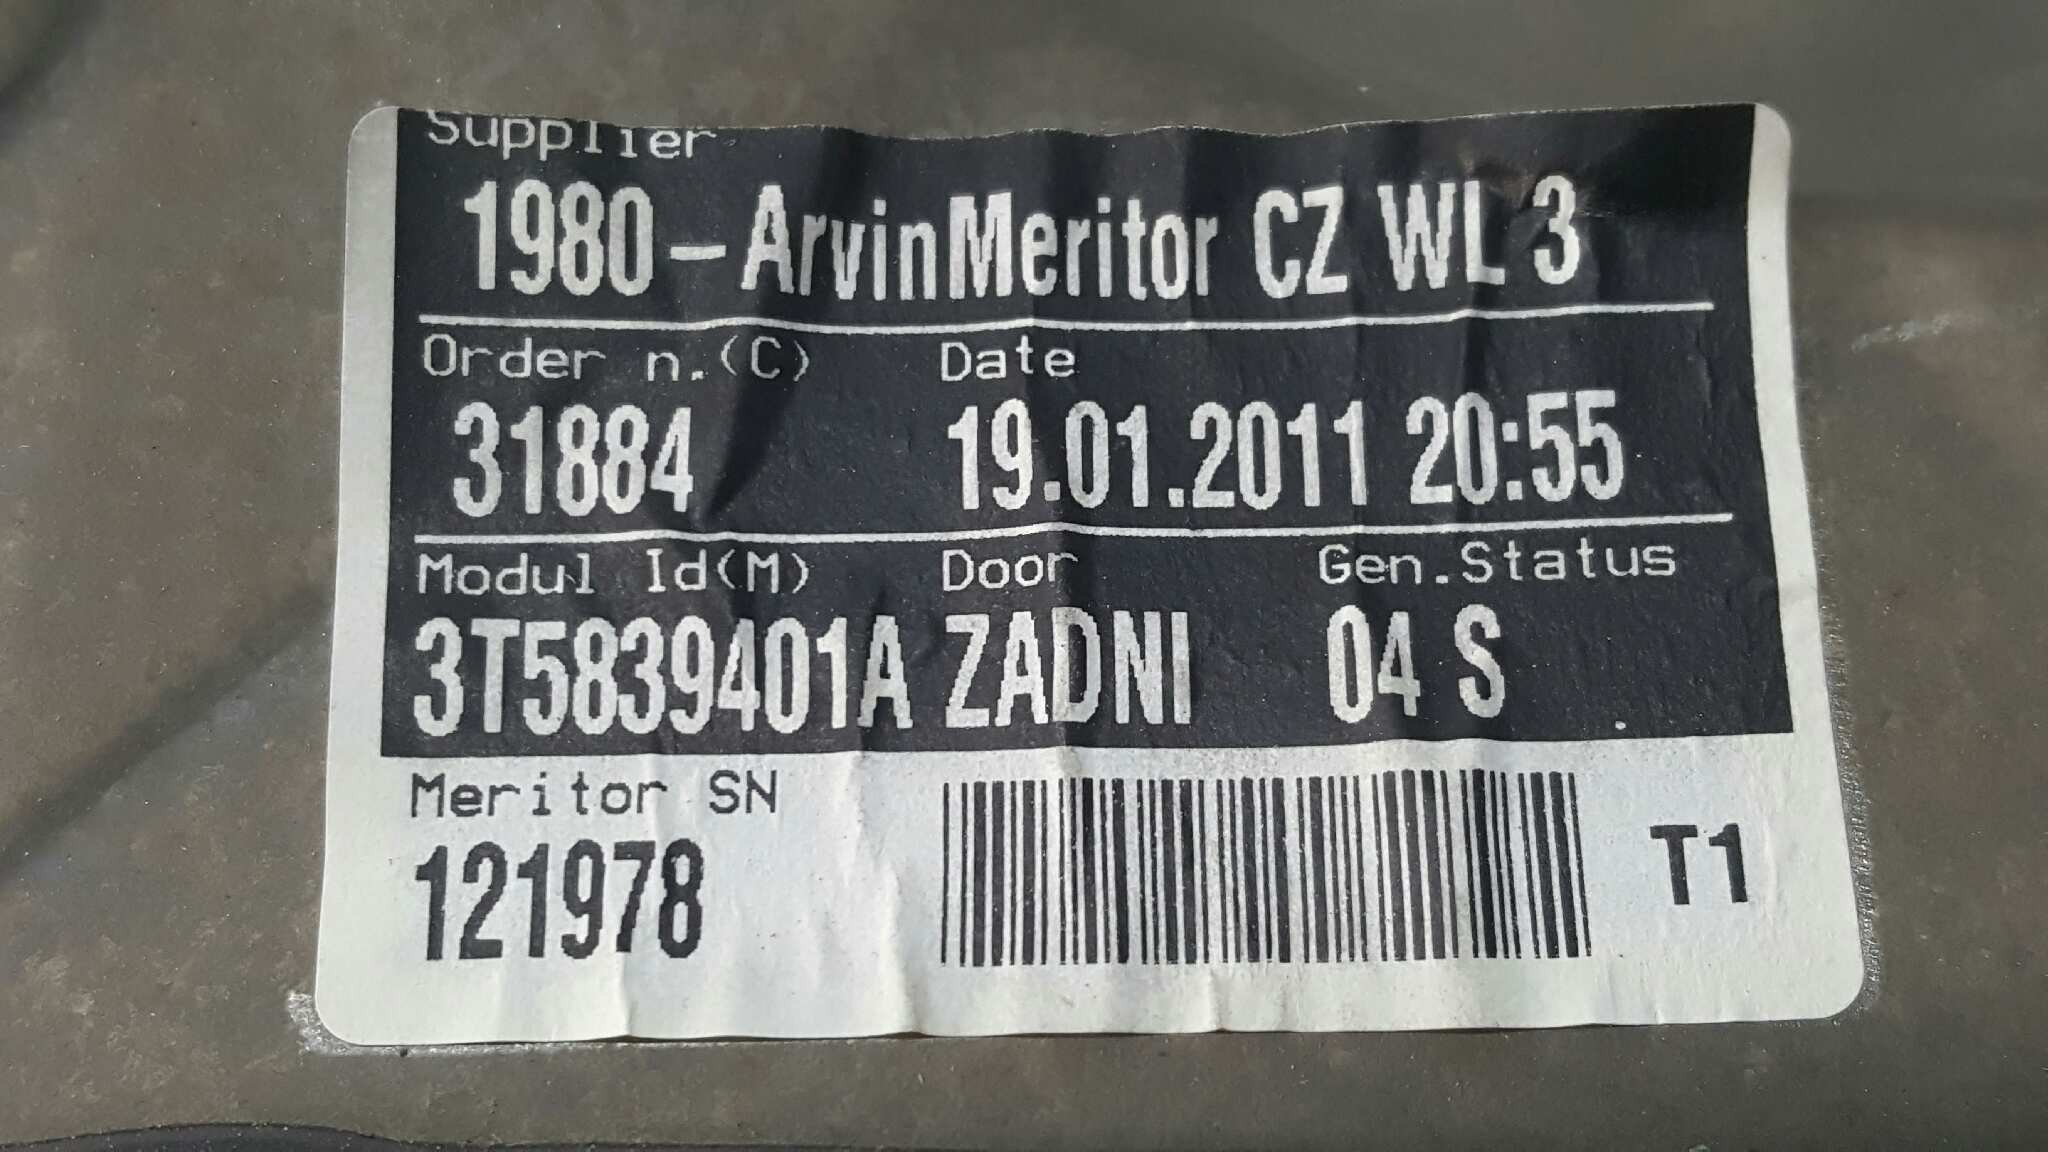 Supplier
1980-ArvinMeritor CZ WL 3
Order n.(C) Date
31884 19.01.2011 20:55
Modul Id(M) Door Gen.Status
3T5839401A ZADNI 04 S
Meritor SN
121978 T1